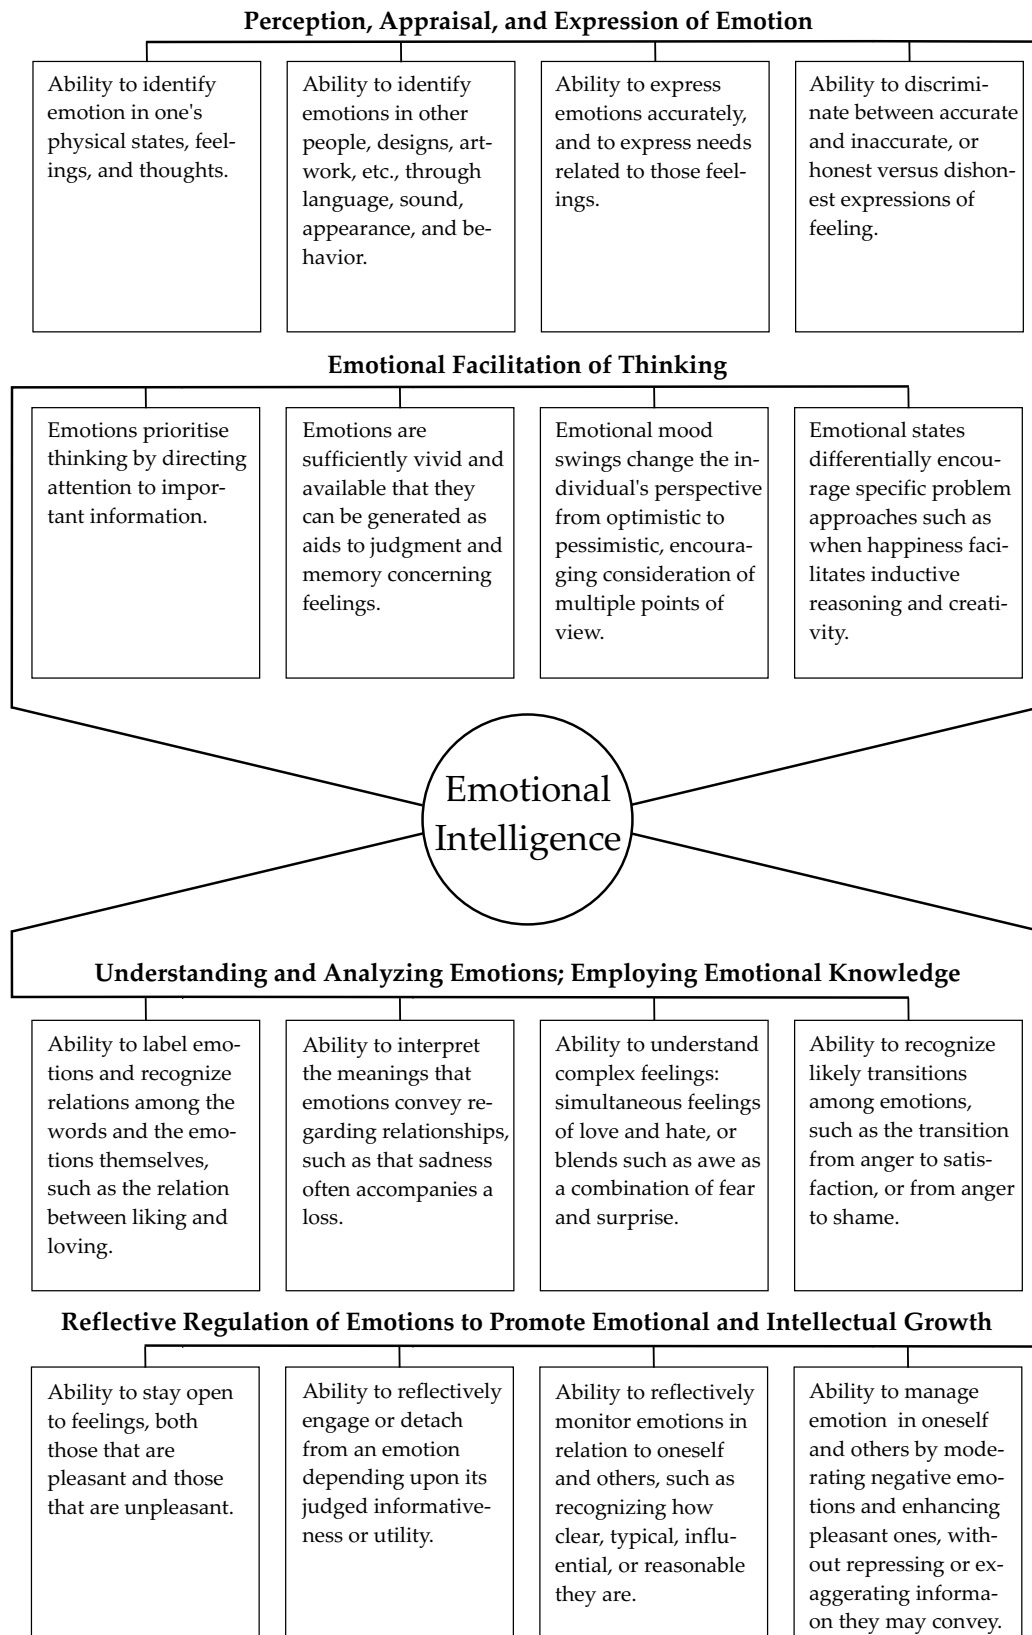 Perception, Appraisal, and Expression of Emotion
Ability to identify
emotion in one's
physical states, feel-
ings, and thoughts.
Ability to identify
emotions in other
people, designs, art-
work, etc., through
language, sound,
appearance, and be-
havior.
Ability to express
emotions accurately,
and to express needs
related to those feel-
ings.
Ability to discrimi-
nate between accurate
and inaccurate, or
honest versus dishon-
est expressions of
feeling.
Emotional Facilitation of Thinking
Emotions prioritise
thinking by directing
attention to impor-
tant information.
Emotions are
sufficiently vivid and
available that they
can be generated as
aids to judgment and
memory concerning
feelings.
Emotional mood
swings change the in-
dividual's perspective
from optimistic to
pessimistic, encoura-
ging consideration of
multiple points of
view.
Emotional states
differentially encou-
rage specific problem
approaches such as
when happiness faci-
litates inductive
reasoning and creati-
vity.
Emotional
Intelligence
Understanding and Analyzing Emotions; Employing Emotional Knowledge
Ability to label emo-
tions and recognize
relations among the
words and the emo-
tions themselves,
such as the relation
between liking and
loving.
Ability to interpret
the meanings that
emotions convey re-
garding relationships,
such as that sadness
often accompanies a
loss.
Ability to understand
complex feelings:
simultaneous feelings
of love and hate, or
blends such as awe as
a combination of fear
and surprise.
Ability to recognize
likely transitions
among emotions,
such as the transition
from anger to satis-
faction, or from anger
to shame.
Reflective Regulation of Emotions to Promote Emotional and Intellectual Growth
Ability to stay open
to feelings, both
those that are
pleasant and those
that are unpleasant.
Ability to reflectively
engage or detach
from an emotion
depending upon its
judged informative-
ness or utility.
Ability to reflectively
monitor emotions in
relation to oneself
and others, such as
recognizing how
clear, typical, influ-
ential, or reasonable
they are.
Ability to manage
emotion in oneself
and others by mode-
rating negative emo-
tions and enhancing
pleasant ones, with-
out repressing or ex-
aggerating informa-
on they may convey.